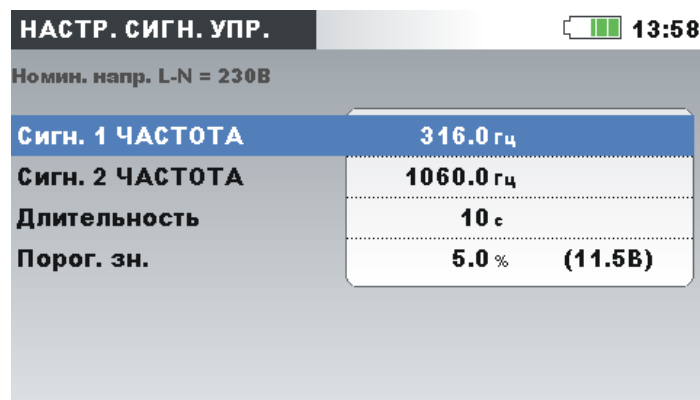 НАСТР. СИГН. УПР. 13:58
Номин. напр. L-N = 230В
Сигн. 1 ЧАСТОТА 316.0 гц
Сигн. 2 ЧАСТОТА 1060.0 гц
Длительность 10 с
Порог. зн. 5.0 % (11.5В)